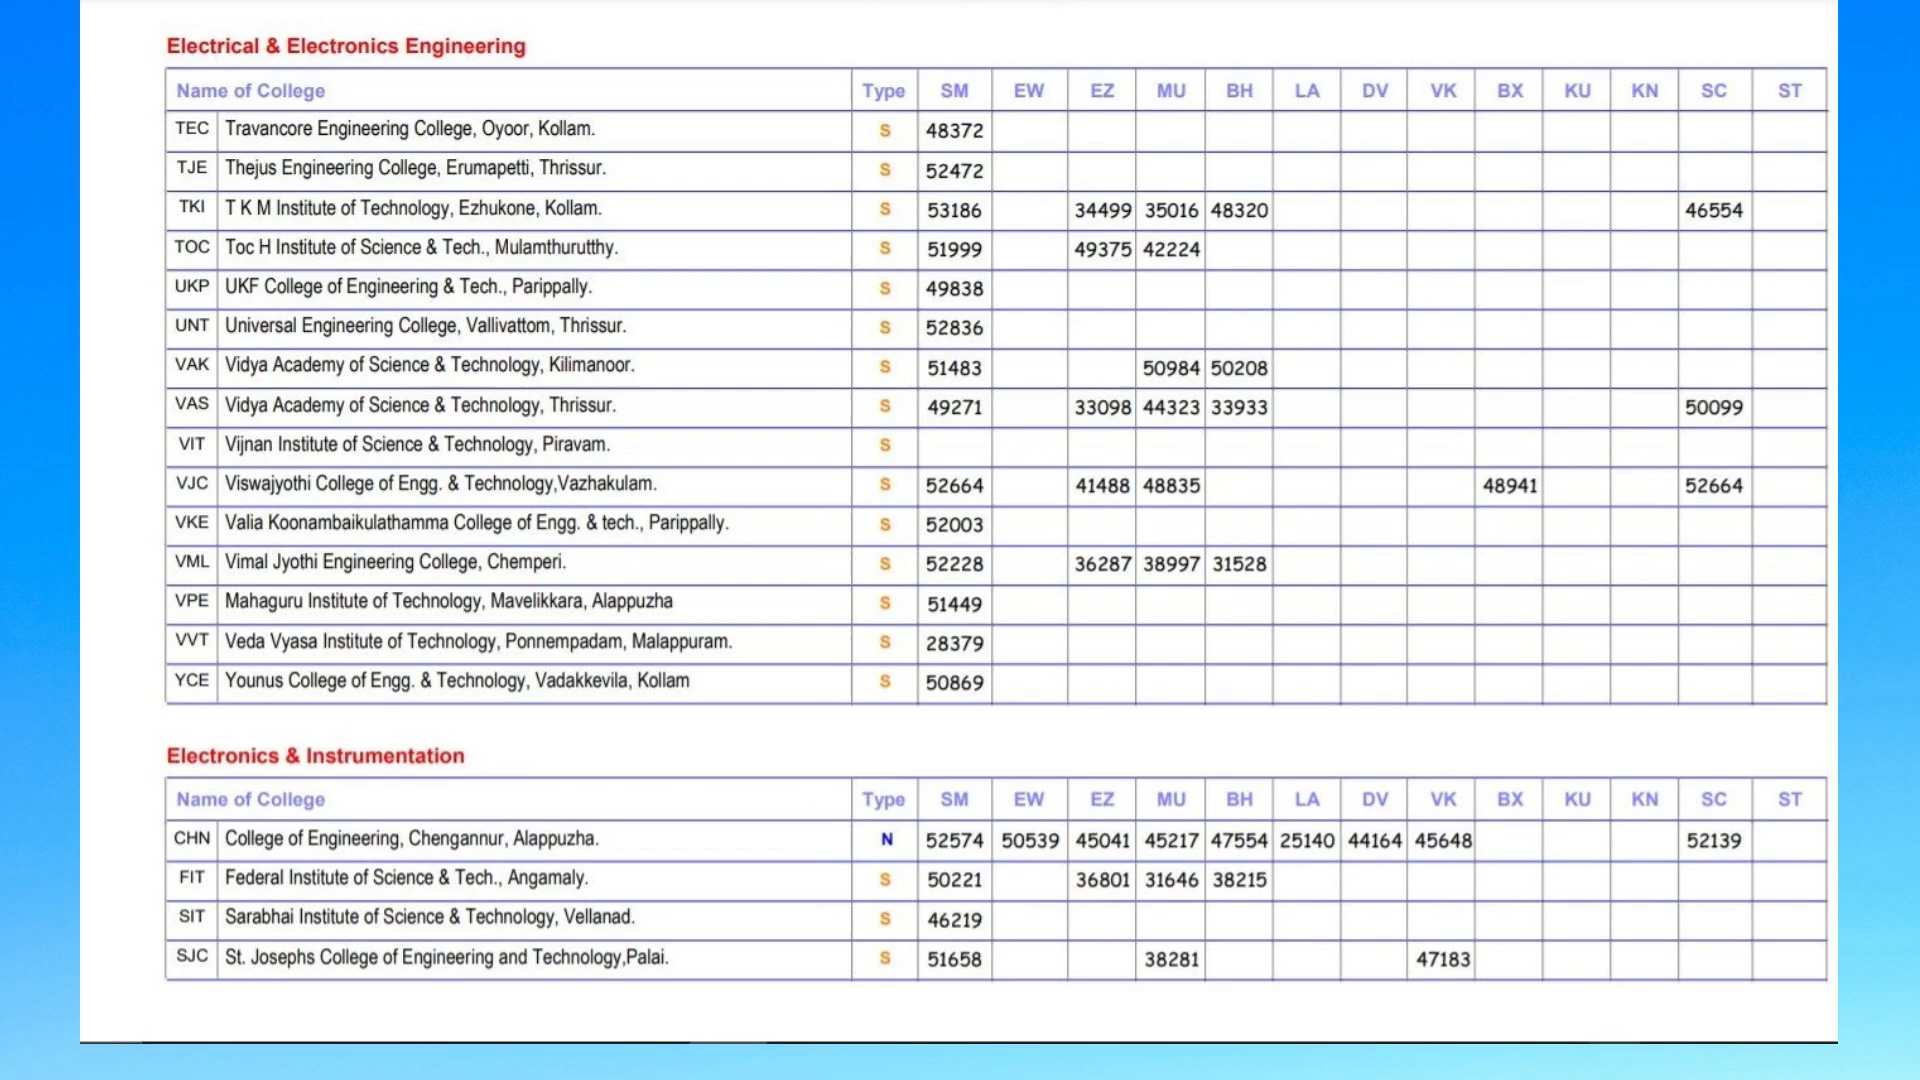 Electrical & Electronics Engineering
Name of College Type SM EW EZ MU BH LA DV VK BX KU KN SC ST
TEC Travancore Engineering College, Oyoor, Kollam. S 48372
TJE Thejus Engineering College, Erumapetti, Thrissur. S 52472
TKI T K M Institute of Technology, Ezhukone, Kollam. S 53186 34499 35016 48320 46554
TOC Toc H Institute of Science & Tech., Mulamthurutthy. S 51999 49375 42224
UKP UKF College of Engineering & Tech., Parippally. S 49838
UNT Universal Engineering College, Vallivattom, Thrissur. S 52836
VAK Vidya Academy of Science & Technology, Kilimanoor. S 51483 50984 50208
VAS Vidya Academy of Science & Technology, Thrissur. S 49271 33098 44323 33933 50099
VIT Vijnan Institute of Science & Technology, Piravam. S
VJC Viswajyothi College of Engg. & Technology,Vazhakulam. S 52664 41488 48835 48941 52664
VKE Valia Koonambaikulathamma College of Engg. & tech., Parippally. S 52003
VML Vimal Jyothi Engineering College, Chemperi. S 52228 36287 38997 31528
VPE Mahaguru Institute of Technology, Mavelikkara, Alappuzha S 51449
VVT Veda Vyasa Institute of Technology, Ponnempadam, Malappuram. S 28379
YCE Younus College of Engg. & Technology, Vadakkevila, Kollam S 50869
Electronics & Instrumentation
Name of College Type SM EW EZ MU BH LA DV VK BX KU KN SC ST
CHN College of Engineering, Chengannur, Alappuzha. N 52574 50539 45041 45217 47554 25140 44164 45648 52139
FIT Federal Institute of Science & Tech., Angamaly. S 50221 36801 31646 38215
SIT Sarabhai Institute of Science & Technology, Vellanad. S 46219
SJC St. Josephs College of Engineering and Technology,Palai. S 51658 38281 47183